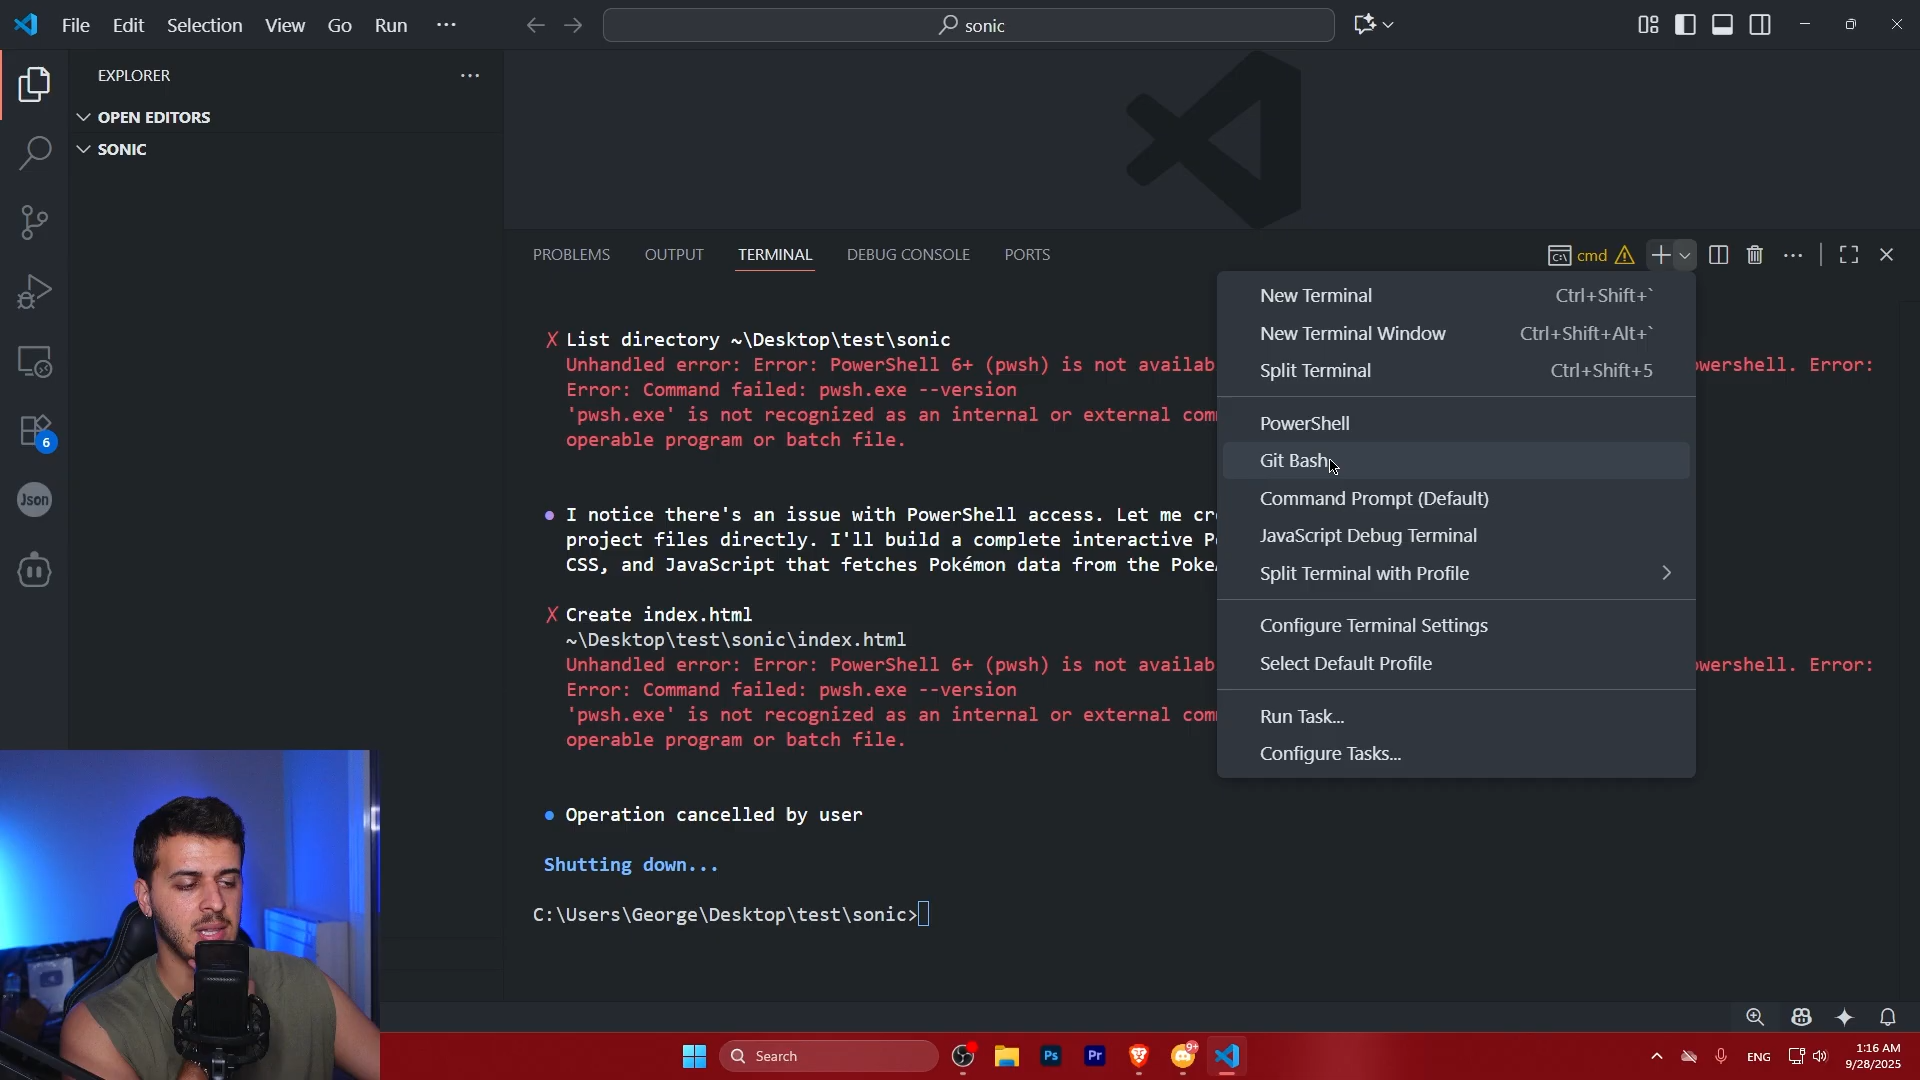 File Edit Selection View Go Run ···
sonic
EXPLORER ···
OPEN EDITORS
SONIC
6
Json
PROBLEMS OUTPUT TERMINAL DEBUG CONSOLE PORTS
cmd
New Terminal Ctrl+Shift+`
New Terminal Window Ctrl+Shift+Alt+`
Split Terminal Ctrl+Shift+5
PowerShell
Git Bash
Command Prompt (Default)
JavaScript Debug Terminal
Split Terminal with Profile
Configure Terminal Settings
Select Default Profile
Run Task...
Configure Tasks...
✗ List directory ~\Desktop\test\sonic
Unhandled error: Error: PowerShell 6+ (pwsh) is not availab wershell. Error:
Error: Command failed: pwsh.exe --version
'pwsh.exe' is not recognized as an internal or external com
operable program or batch file.
● I notice there's an issue with PowerShell access. Let me cr
project files directly. I'll build a complete interactive P
CSS, and JavaScript that fetches Pokémon data from the Poke
✗ Create index.html
~\Desktop\test\sonic\index.html
Unhandled error: Error: PowerShell 6+ (pwsh) is not availab wershell. Error:
Error: Command failed: pwsh.exe --version
'pwsh.exe' is not recognized as an internal or external com
operable program or batch file.
● Operation cancelled by user
Shutting down...
C:\Users\George\Desktop\test\sonic>
Search
Ps
Pr
9+
ENG
1:16 AM
9/28/2025